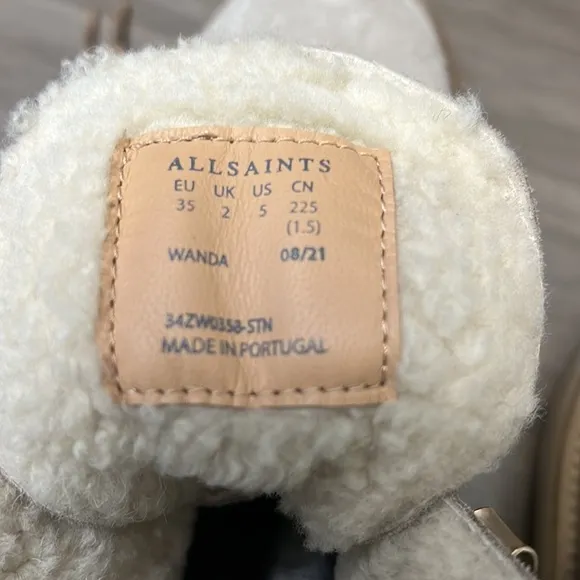 ALLSAINTS
EU UK US CN
35 2 5 225
(1.5)
WANDA 08/21
34ZW0358-STN
MADE IN PORTUGAL